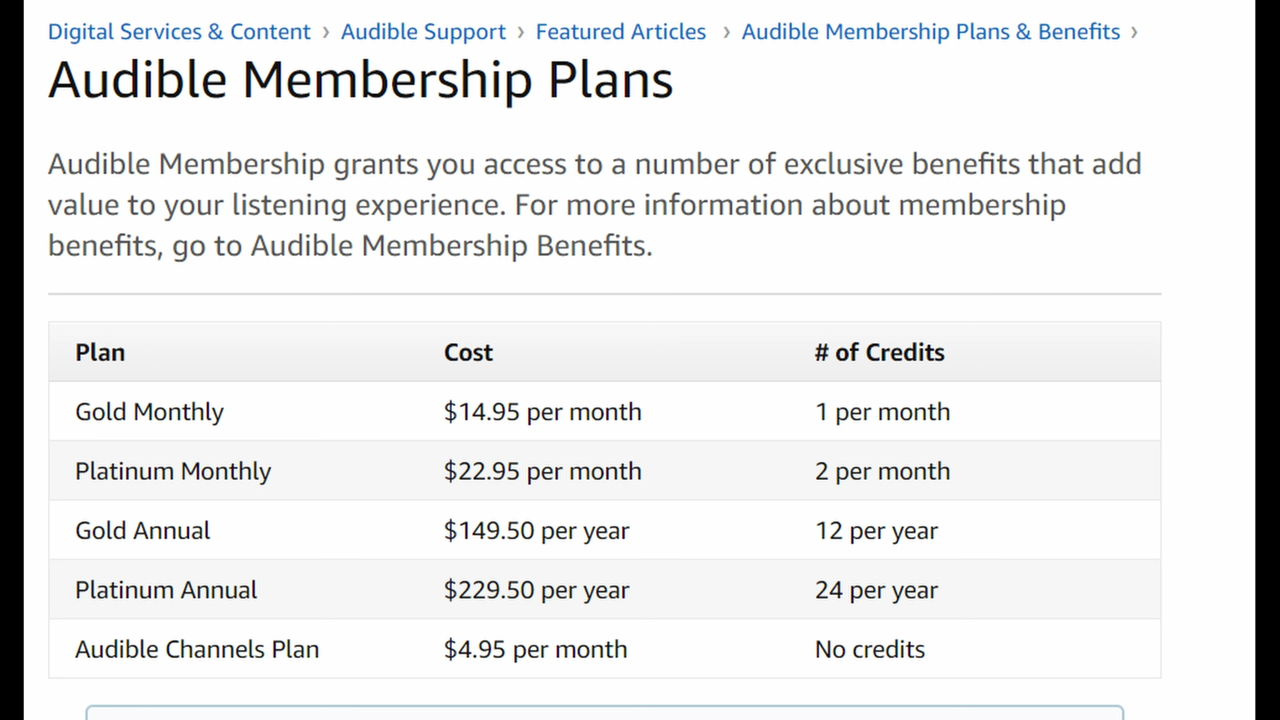 Digital Services & Content › Audible Support › Featured Articles › Audible Membership Plans & Benefits ›
Audible Membership Plans
Audible Membership grants you access to a number of exclusive benefits that add
value to your listening experience. For more information about membership
benefits, go to Audible Membership Benefits.
Plan Cost # of Credits
Gold Monthly $14.95 per month 1 per month
Platinum Monthly $22.95 per month 2 per month
Gold Annual $149.50 per year 12 per year
Platinum Annual $229.50 per year 24 per year
Audible Channels Plan $4.95 per month No credits